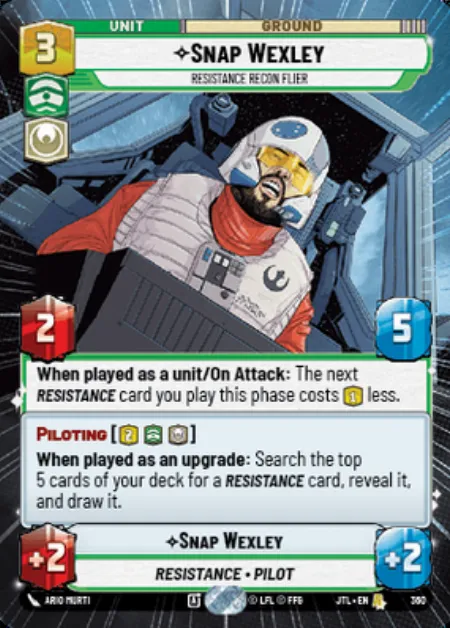 UNIT GROUND
3
✧SNAP WEXLEY
RESISTANCE RECON FLIER
2
5
When played as a unit/On Attack: The next
RESISTANCE card you play this phase costs 1 less.
PILOTING [2]
When played as an upgrade: Search the top
5 cards of your deck for a RESISTANCE card, reveal it,
and draw it.
+2
✧SNAP WEXLEY
+2
RESISTANCE • PILOT
ARIO MURTI
JTL • EN
© LFL © FFG
380